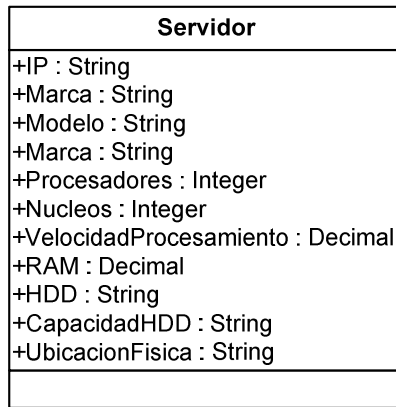 Servidor
+IP : String
+Marca : String
+Modelo : String
+Marca : String
+Procesadores : Integer
+Nucleos : Integer
+VelocidadProcesamiento : Decimal
+RAM : Decimal
+HDD : String
+CapacidadHDD : String
+UbicacionFisica : String